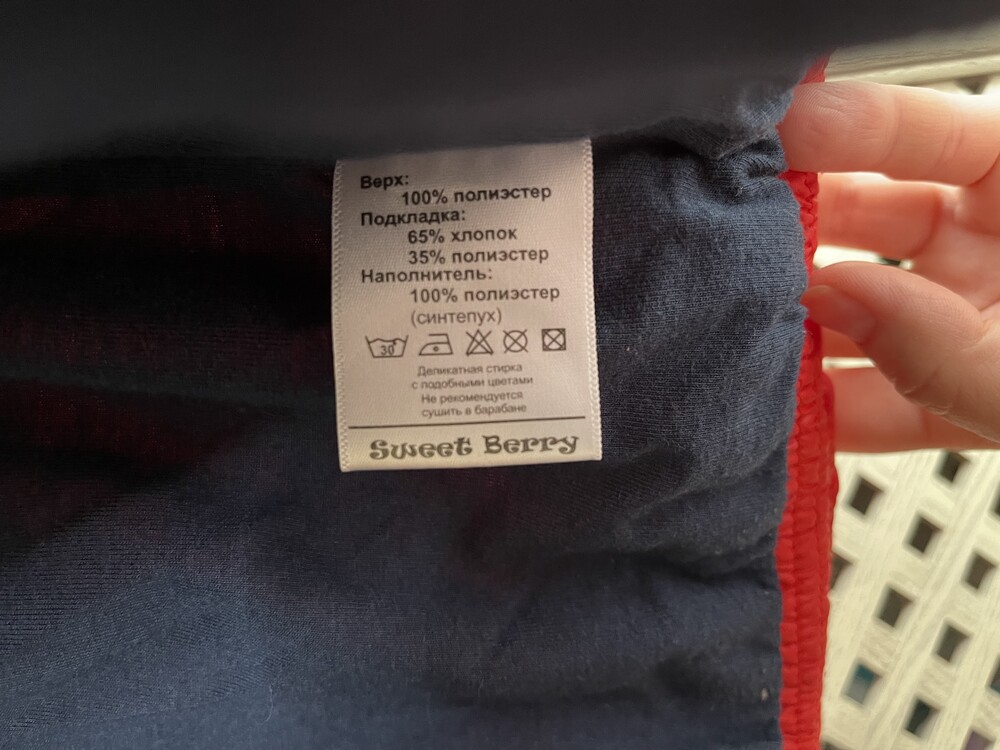 Верх:
100% полиэстер
Подкладка:
65% хлопок
35% полиэстер
Наполнитель:
100% полиэстер
(синтепух)
30
Деликатная стирка
с подобными цветами
Не рекомендуется
сушить в барабане
Sweet Berry